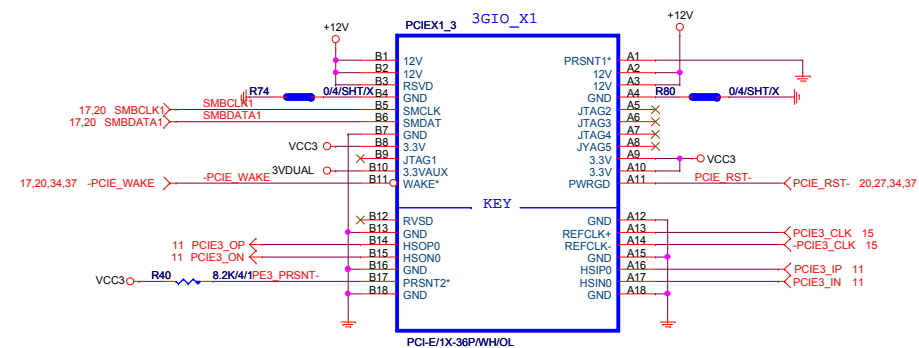 3GIO_X1
+12V
PCIEX1_3
+12V
B1 12V PRSNT1* A1
B2 12V 12V A2
B3 RSVD 12V A3
R74 0/4/SHT/X B4 GND GND A4 R80 0/4/SHT/X
17,20 SMBCLK1 SMBCLK1 B5 SMCLK JTAG2 A5
17,20 SMBDATA1 SMBDATA1 B6 SMDAT JTAG3 A6
B7 GND JTAG4 A7
VCC3 B8 3.3V JYAG5 A8
B9 JTAG1 3.3V A9 VCC3
3VDUAL B10 3.3VAUX 3.3V A10
17,20,34,37 -PCIE_WAKE -PCIE_WAKE B11 WAKE* PWRGD A11 PCIE_RST- PCIE_RST- 20,27,34,37
KEY
B12 RVSD GND A12
B13 GND REFCLK+ A13 PCIE3_CLK 15
11 PCIE3_OP B14 HSOP0 REFCLK- A14 -PCIE3_CLK 15
11 PCIE3_ON B15 HSON0 GND A15
B16 GND HSIP0 A16 PCIE3_IP 11
VCC3 R40 8.2K/4/1 PE3_PRSNT- B17 PRSNT2* HSIN0 A17 PCIE3_IN 11
B18 GND GND A18
PCI-E/1X-36P/WH/OL